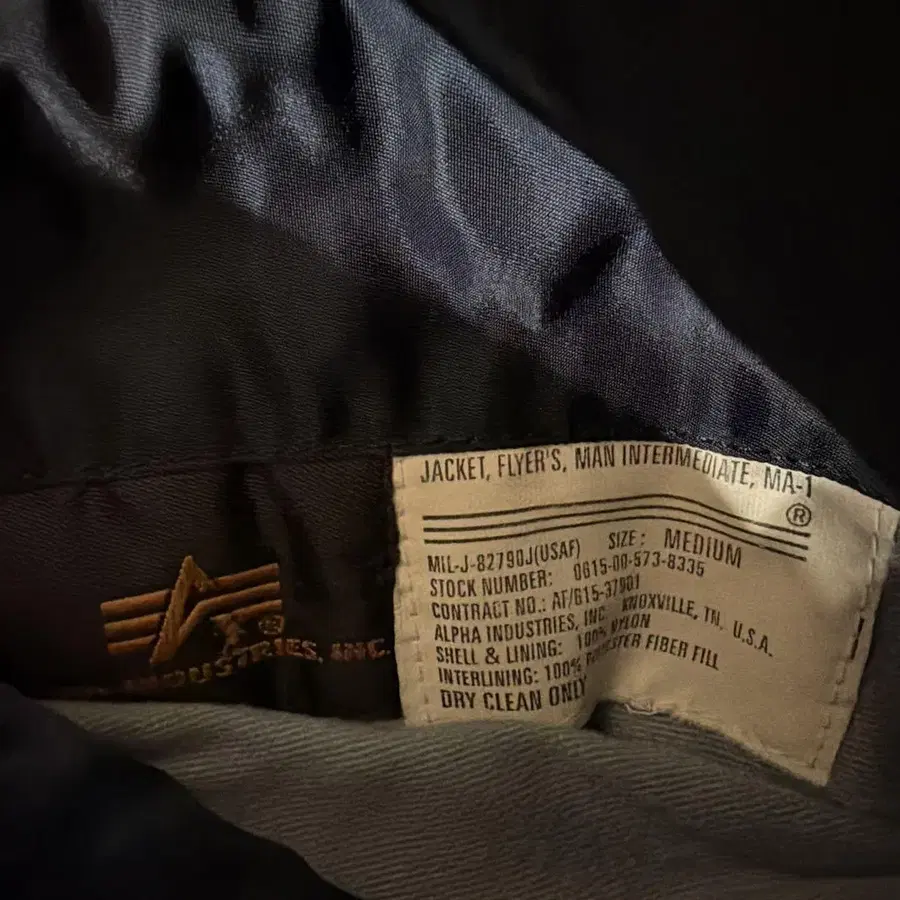 JACKET, FLYER'S, MAN INTERMEDIATE, MA-1
®
MIL-J-8279OJ(USAF) SIZE: MEDIUM
STOCK NUMBER: 0615-00-573-8335
CONTRACT NO.: AF/615-37901
ALPHA INDUSTRIES, INC. KNOXVILLE, TN, U.S.A.
SHELL & LINING: 100% NYLON
INTERLINING: 100% POLYESTER FIBER FILL
DRY CLEAN ONLY
®
INDUSTRIES, INC.